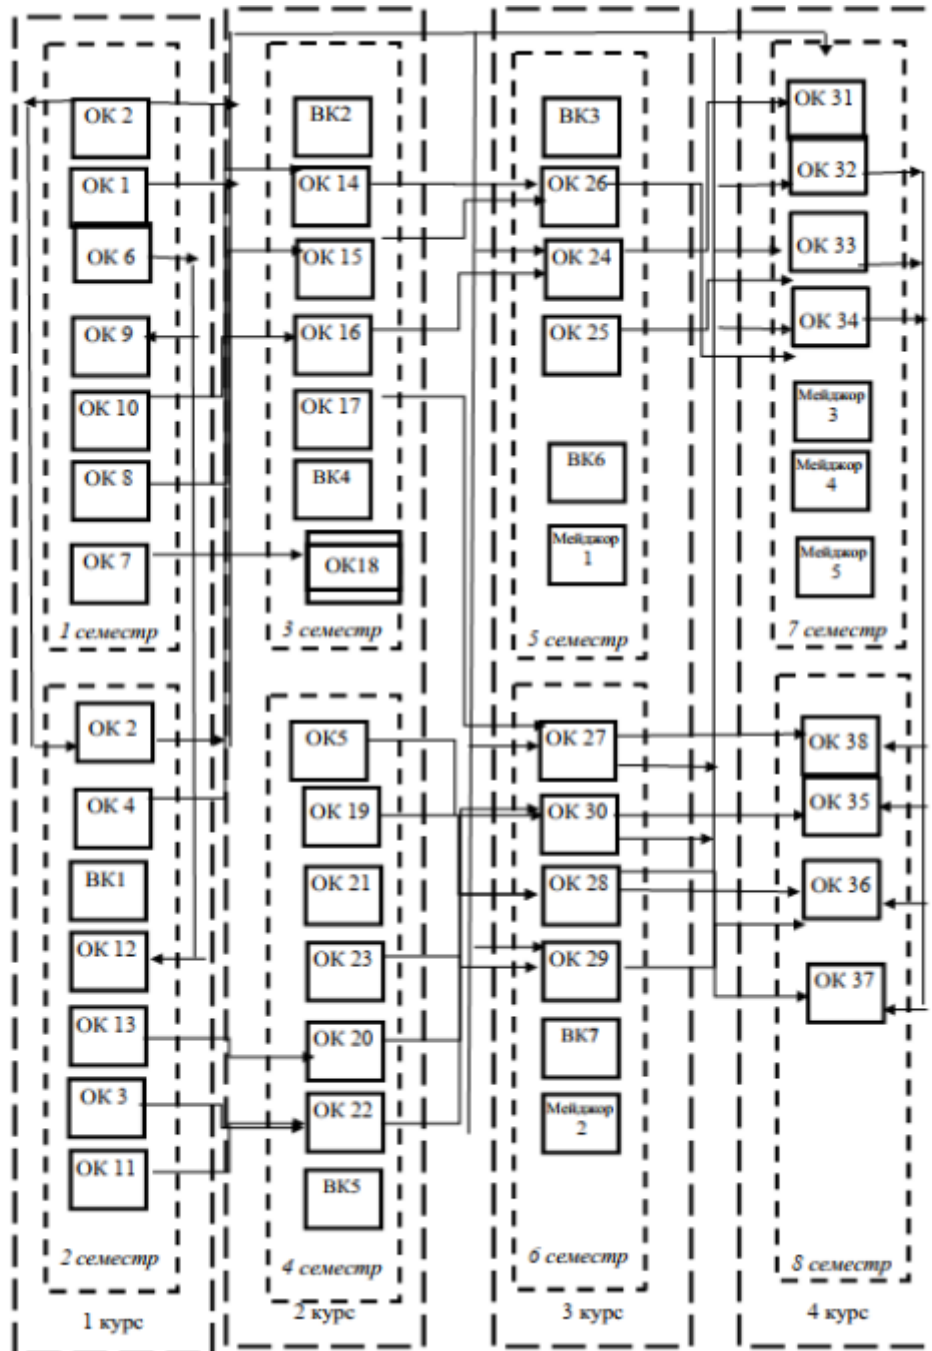 ОК 2
ОК 1
ОК 6
ОК 9
ОК 10
ОК 8
ОК 7
1 семестр
ОК 2
ОК 4
ВК1
ОК 12
ОК 13
ОК 3
ОК 11
2 семестр
1 курс
ВК2
ОК 14
ОК 15
ОК 16
ОК 17
ВК4
ОК18
3 семестр
ОК5
ОК 19
ОК 21
ОК 23
ОК 20
ОК 22
ВК5
4 семестр
2 курс
ВК3
ОК 26
ОК 24
ОК 25
ВК6
Мейджор
1
5 семестр
ОК 27
ОК 30
ОК 28
ОК 29
ВК7
Мейджор
2
6 семестр
3 курс
ОК 31
ОК 32
ОК 33
ОК 34
Мейджор
3
Мейджор
4
Мейджор
5
7 семестр
ОК 38
ОК 35
ОК 36
ОК 37
8 семестр
4 курс